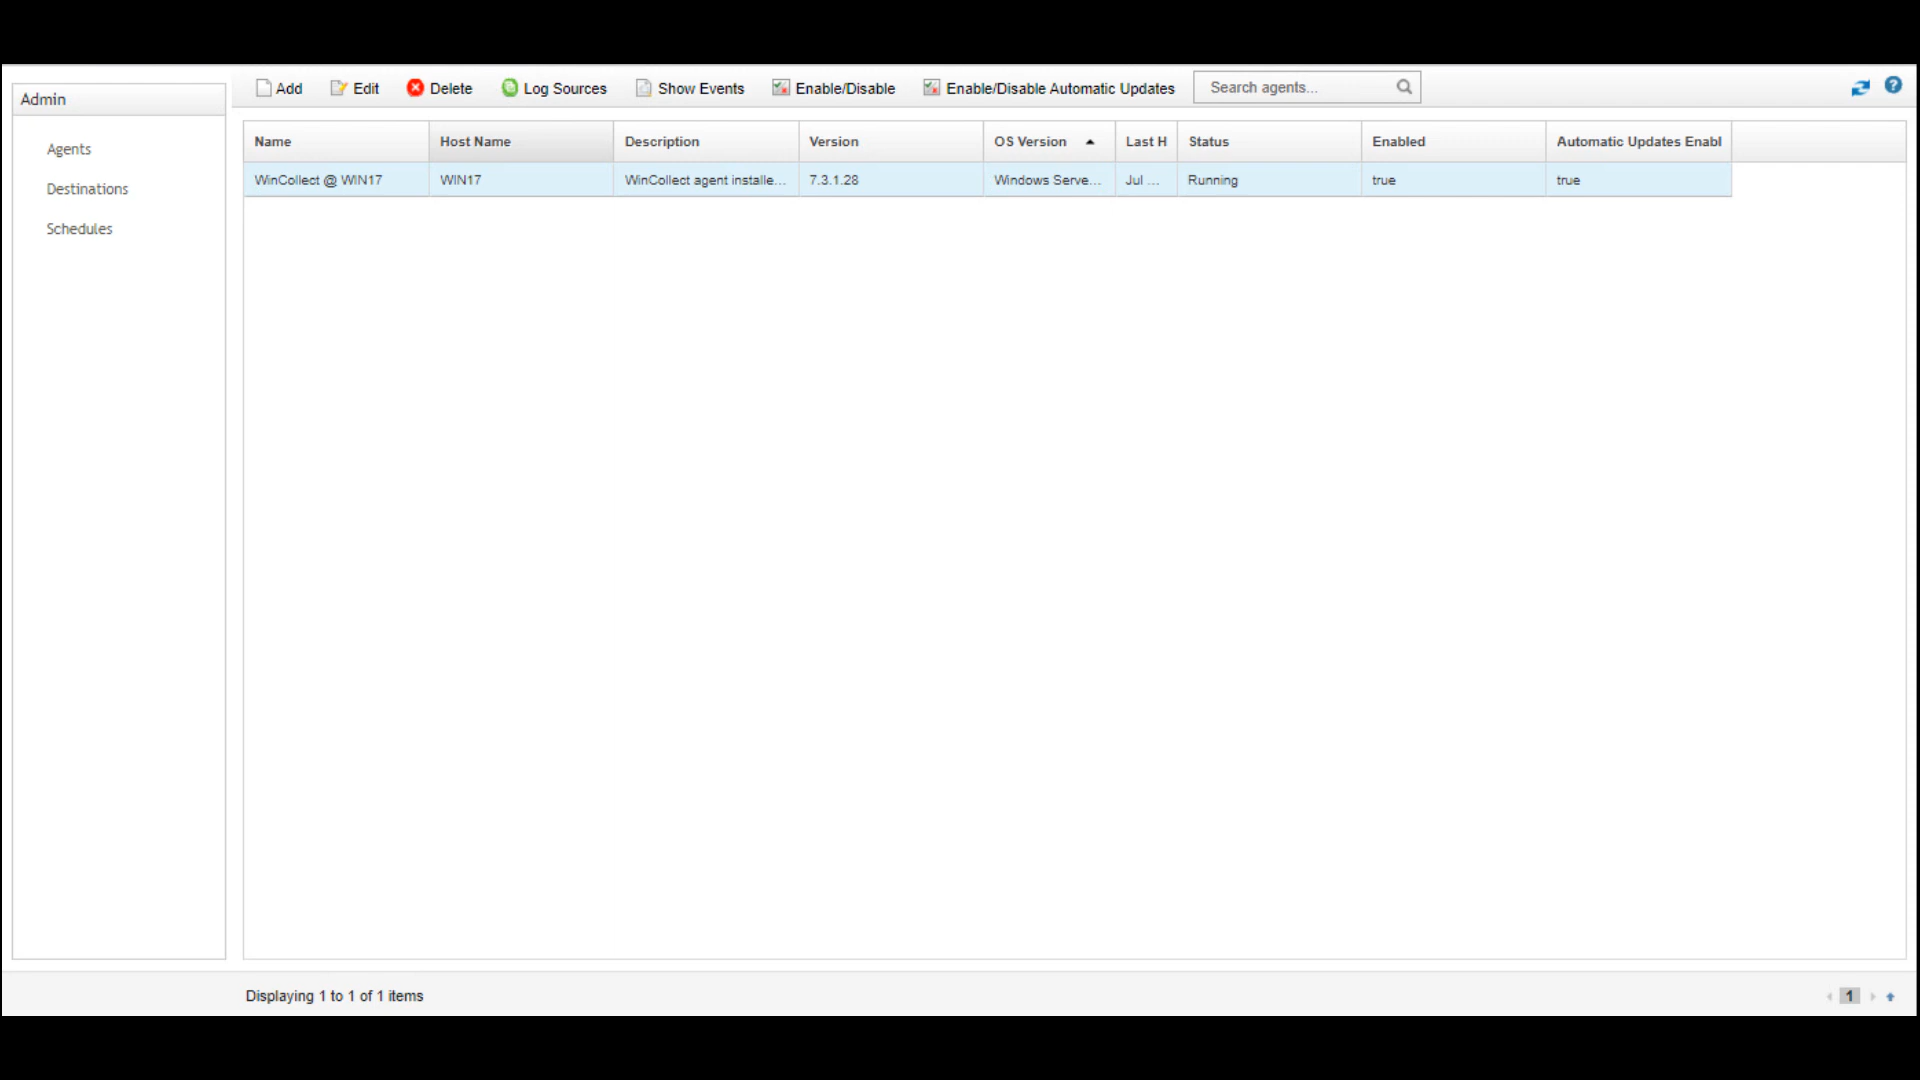 Admin
Agents
Destinations
Schedules
Add Edit Delete Log Sources Show Events Enable/Disable Enable/Disable Automatic Updates Search agents...
Name Host Name Description Version OS Version Last H Status Enabled Automatic Updates Enabl
WinCollect @ WIN17 WIN17 WinCollect agent installe... 7.3.1.28 Windows Serve... Jul ... Running true true
Displaying 1 to 1 of 1 items
1